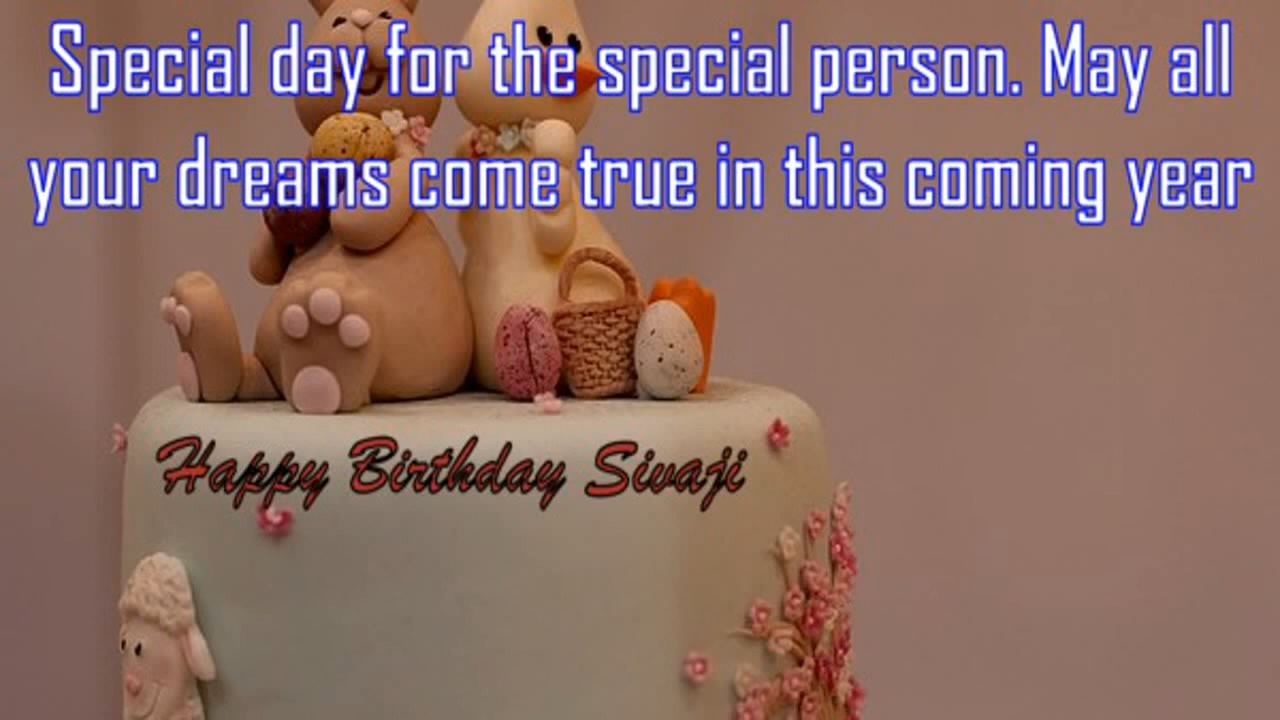 Special day for the special person. May all
your dreams come true in this coming year
Happy Birthday Sivaji